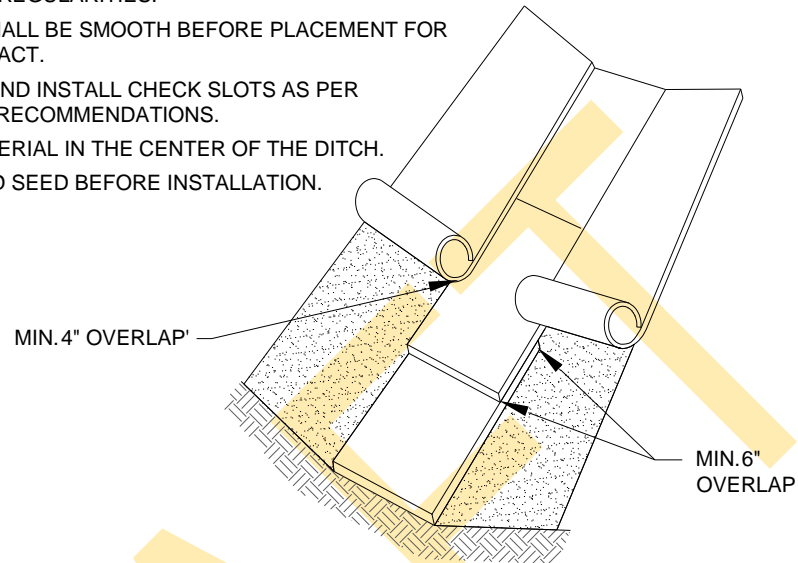 HALL BE SMOOTH BEFORE PLACEMENT FOR
ACT.
ND INSTALL CHECK SLOTS AS PER
RECOMMENDATIONS.
ERIAL IN THE CENTER OF THE DITCH.
D SEED BEFORE INSTALLATION.
MIN.4" OVERLAP'
MIN.6"
OVERLAP